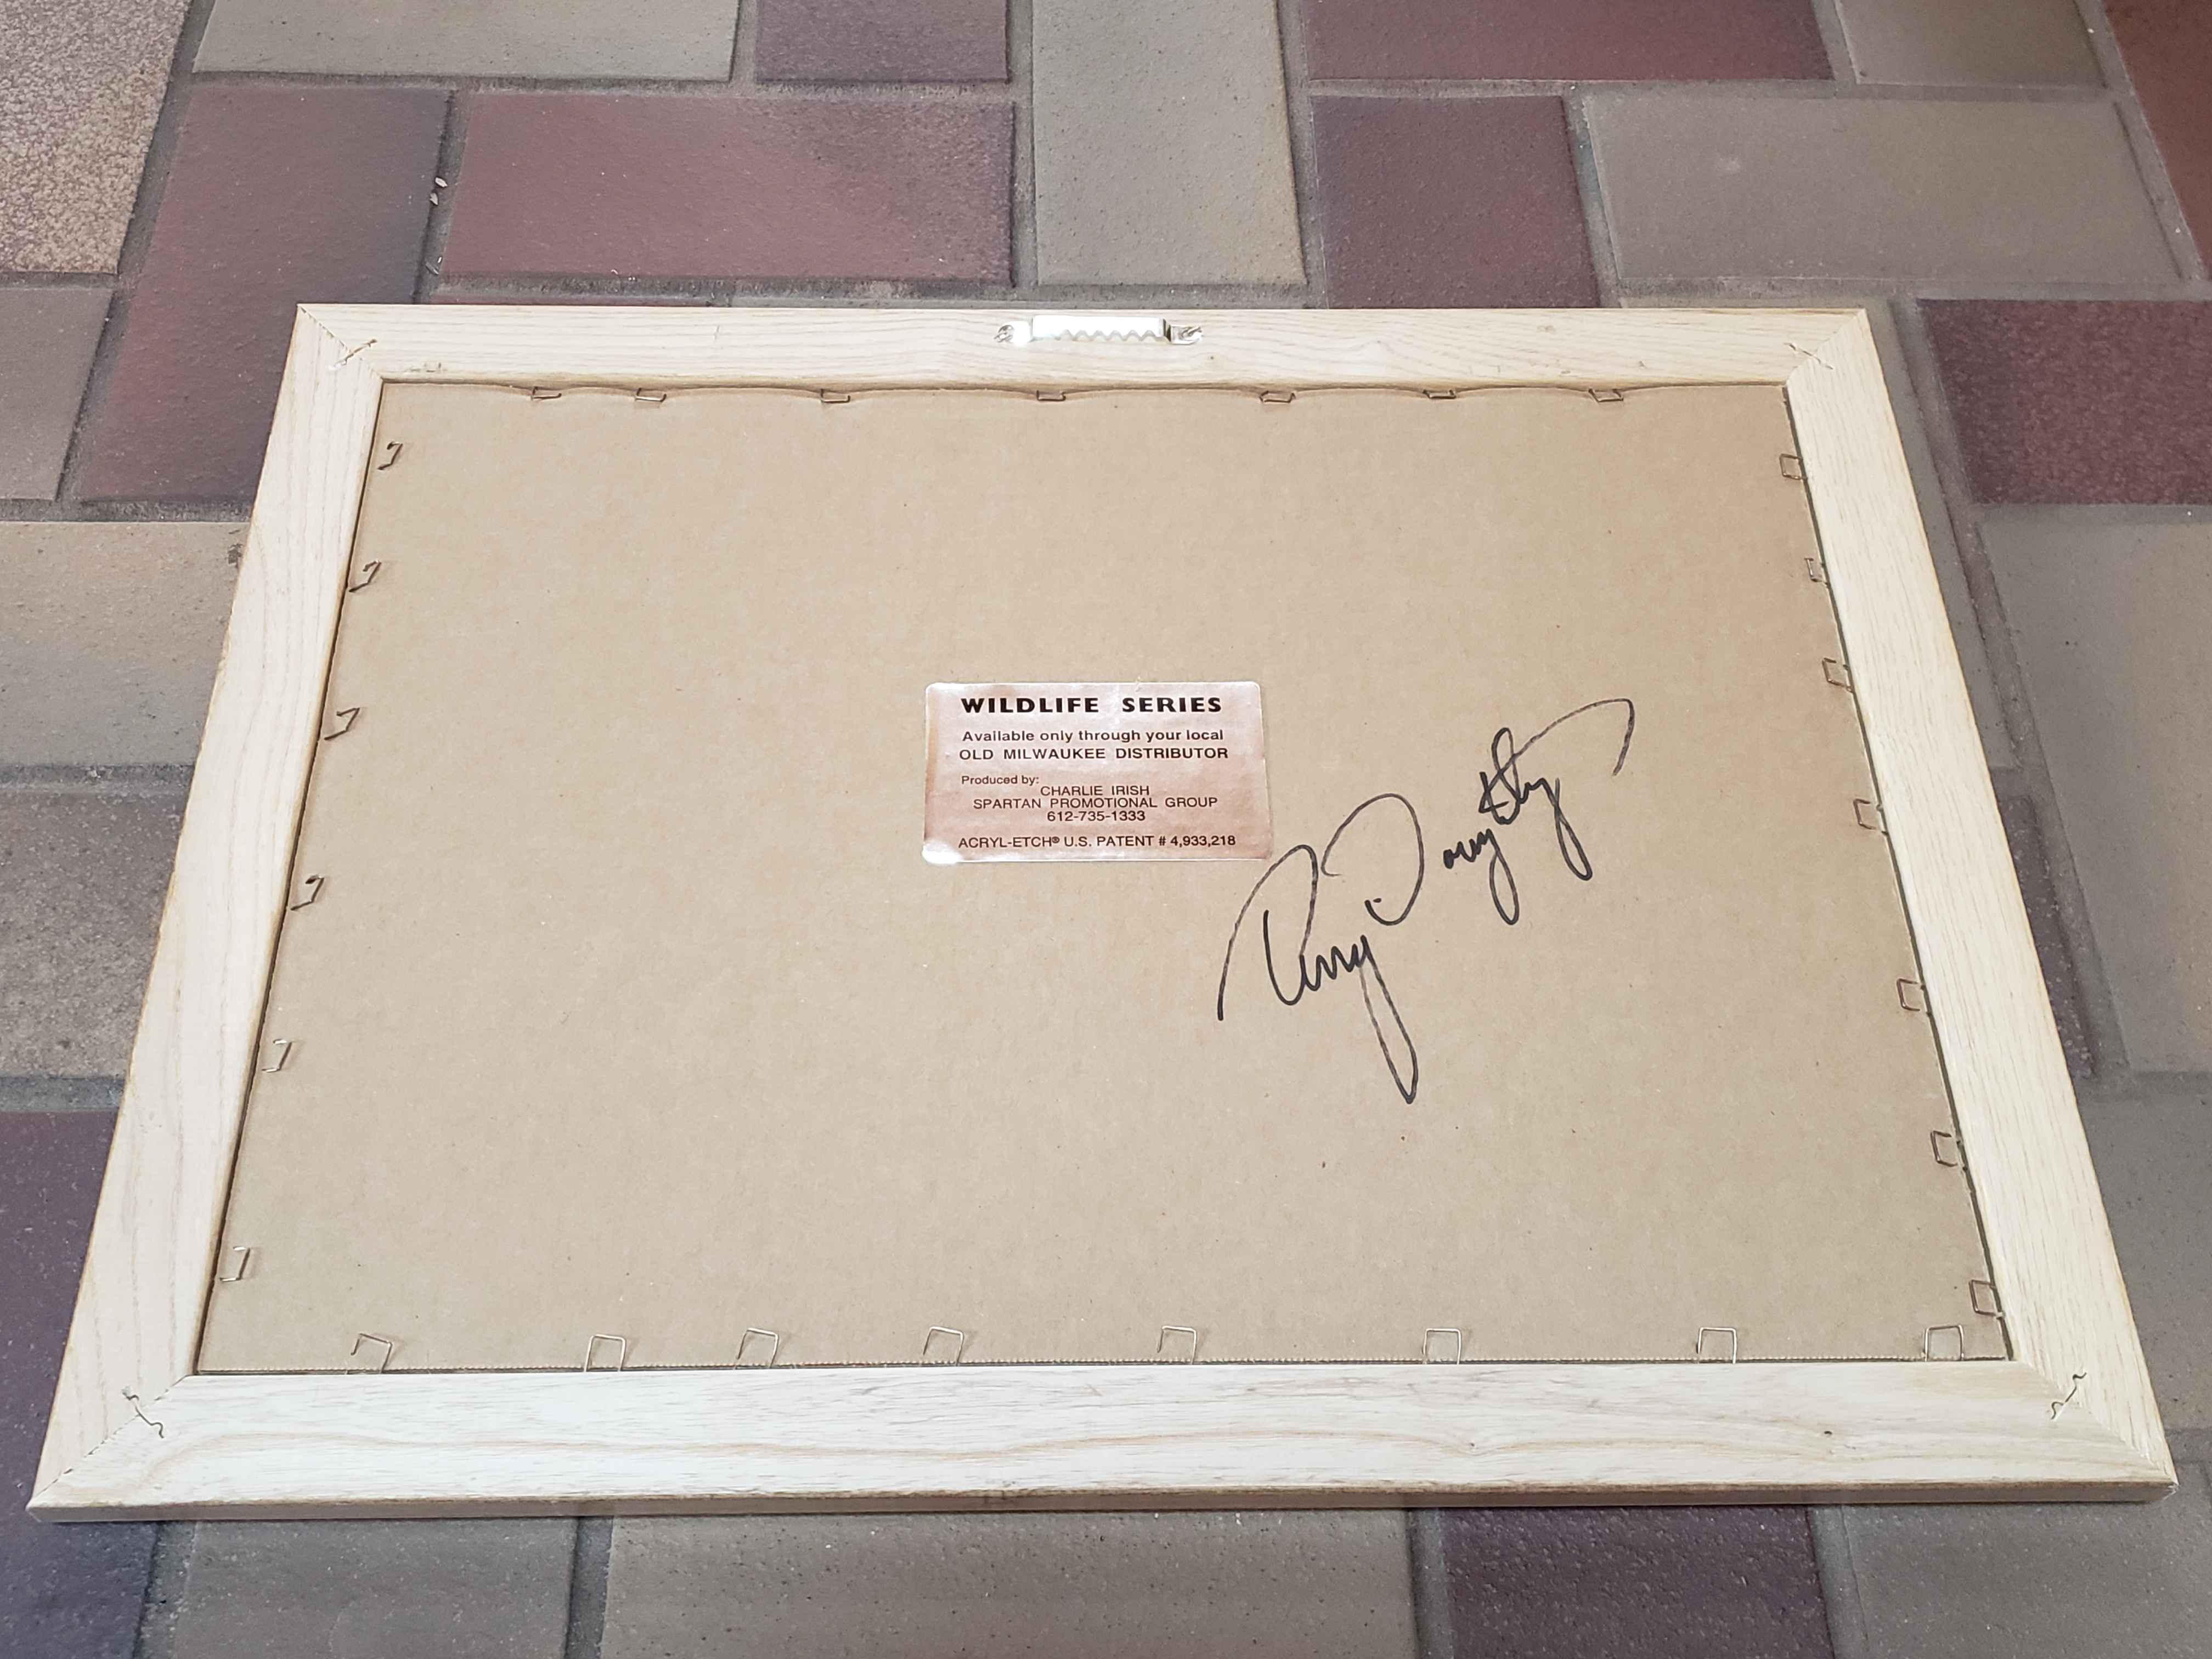 WILDLIFE SERIES
Available only through your local
OLD MILWAUKEE DISTRIBUTOR
Produced by:
CHARLIE IRISH
SPARTAN PROMOTIONAL GROUP
612-735-1333
ACRYL-ETCH® U.S. PATENT # 4,933,218